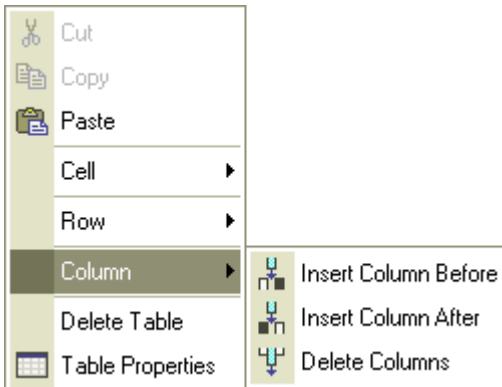 Cut
Copy
Paste
Cell
Row
Column
Delete Table
Table Properties
Insert Column Before
Insert Column After
Delete Columns